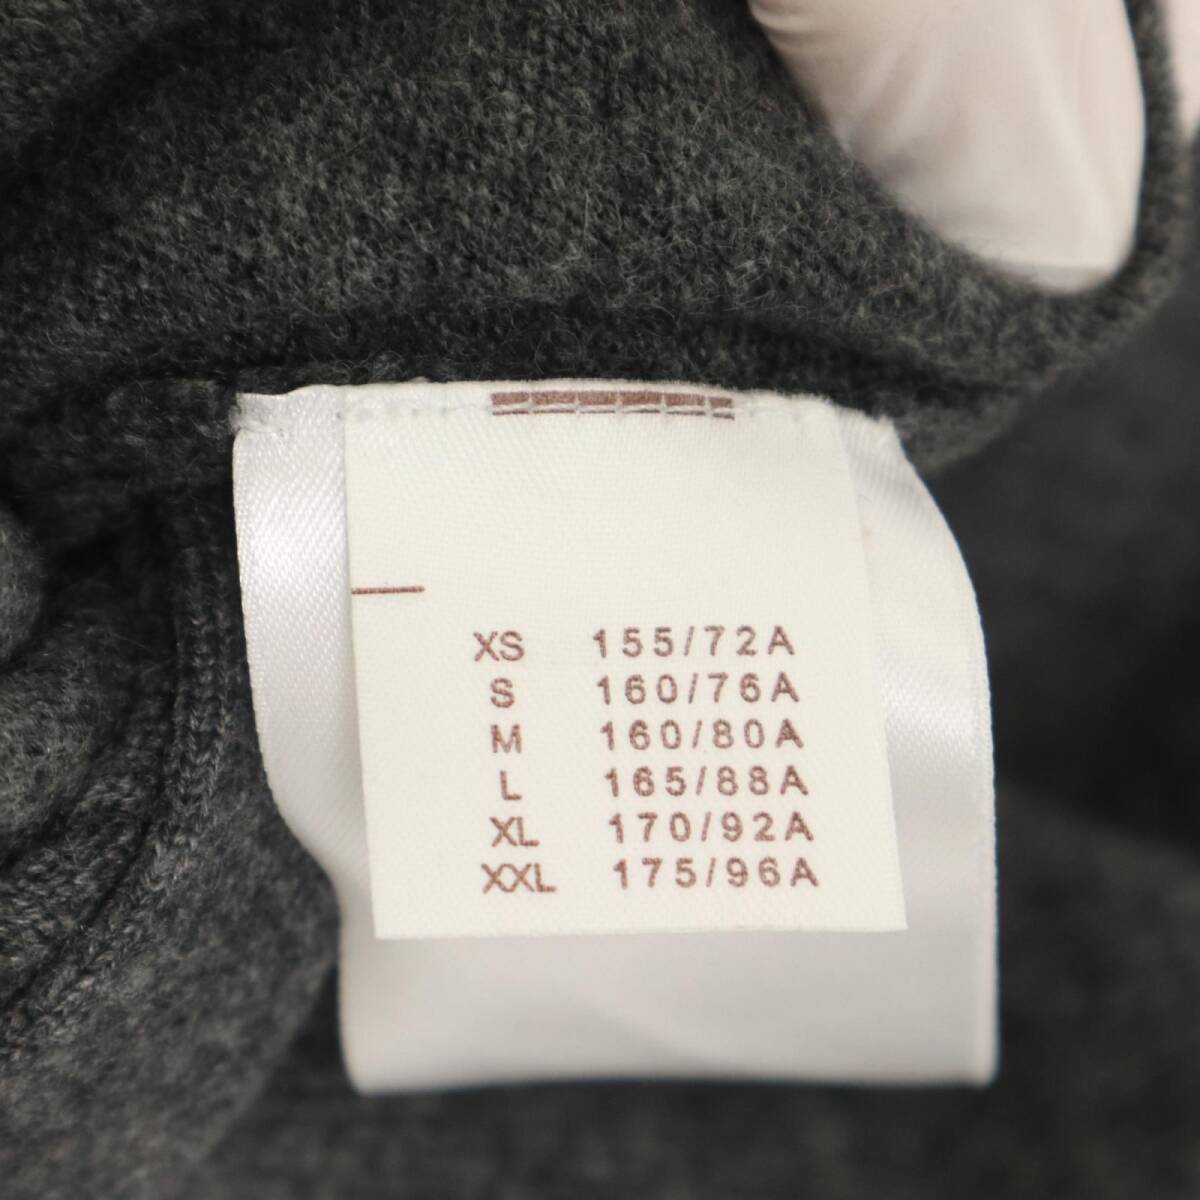 XS 155/72A
S 160/76A
M 160/80A
L 165/88A
XL 170/92A
XXL 175/96A